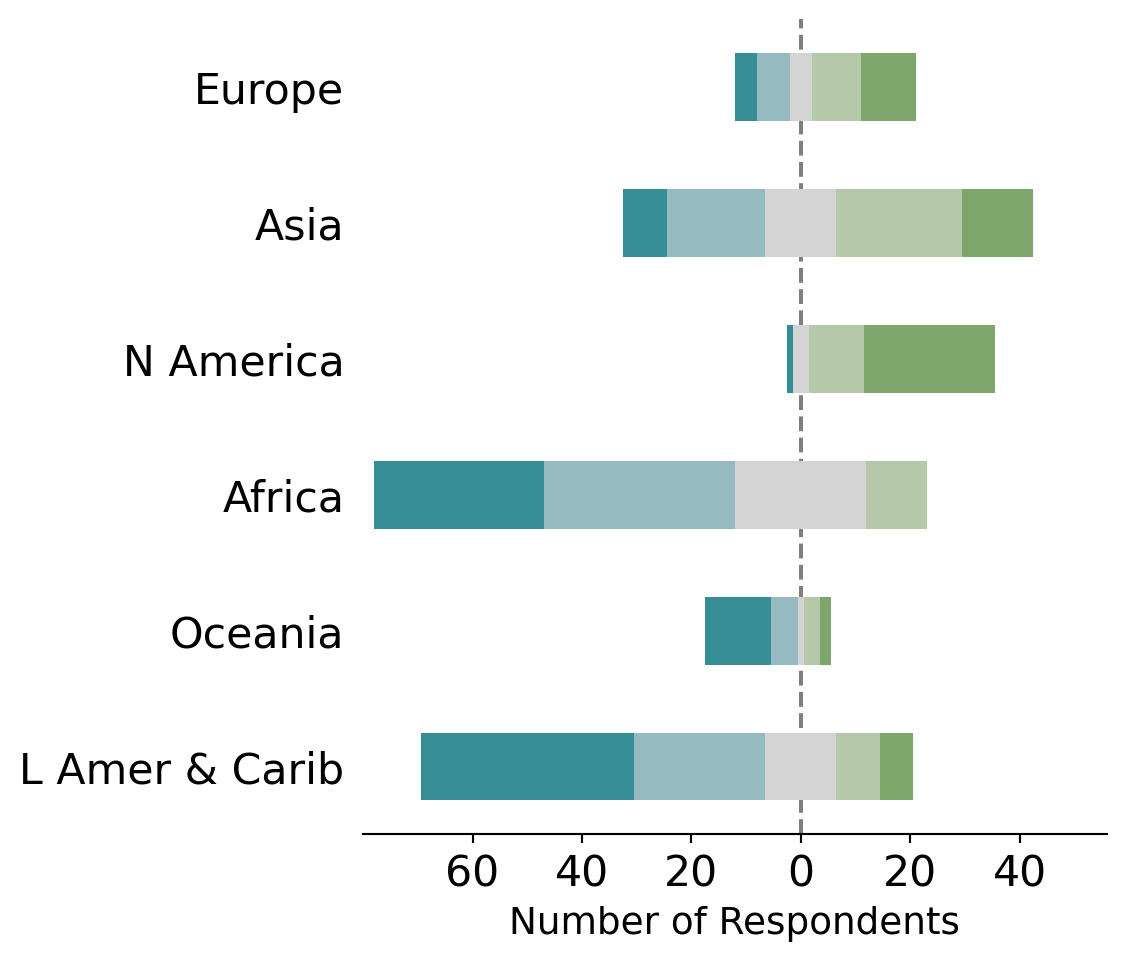 Europe
Asia
N America
Africa
Oceania
L Amer & Carib
60 40 20 0 20 40
Number of Respondents